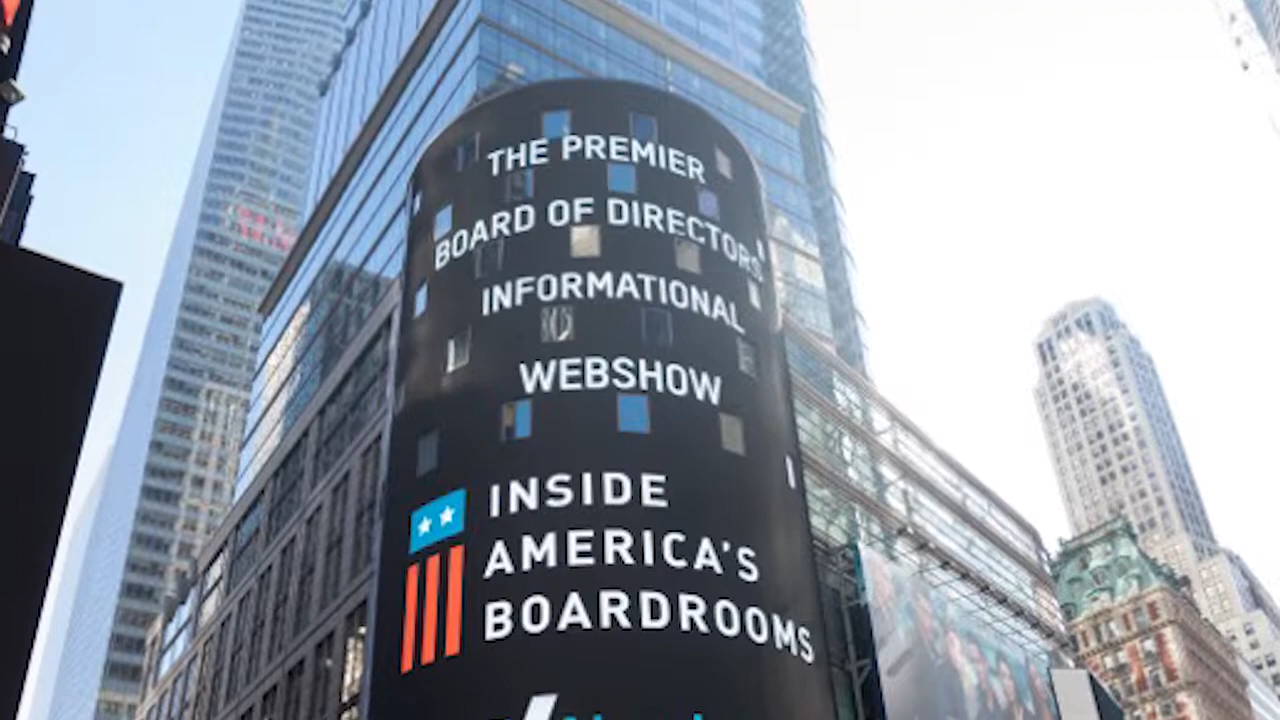 THE PREMIER
BOARD OF DIRECTORS
INFORMATIONAL
WEBSHOW
INSIDE
AMERICA'S
BOARDROOMS